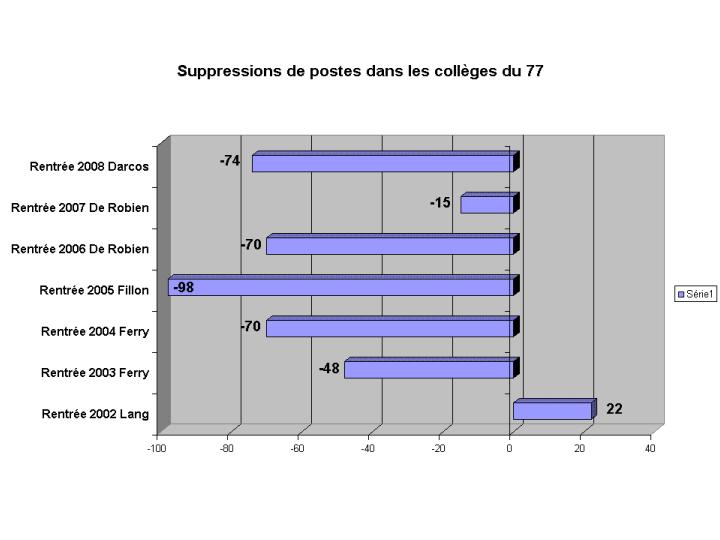 Suppressions de postes dans les collèges du 77
Rentrée 2008 Darcos -74
Rentrée 2007 De Robien -15
Rentrée 2006 De Robien -70
Rentrée 2005 Fillon -98
Rentrée 2004 Ferry -70
Rentrée 2003 Ferry -48
Rentrée 2002 Lang 22
Série1
-100 -80 -60 -40 -20 0 20 40